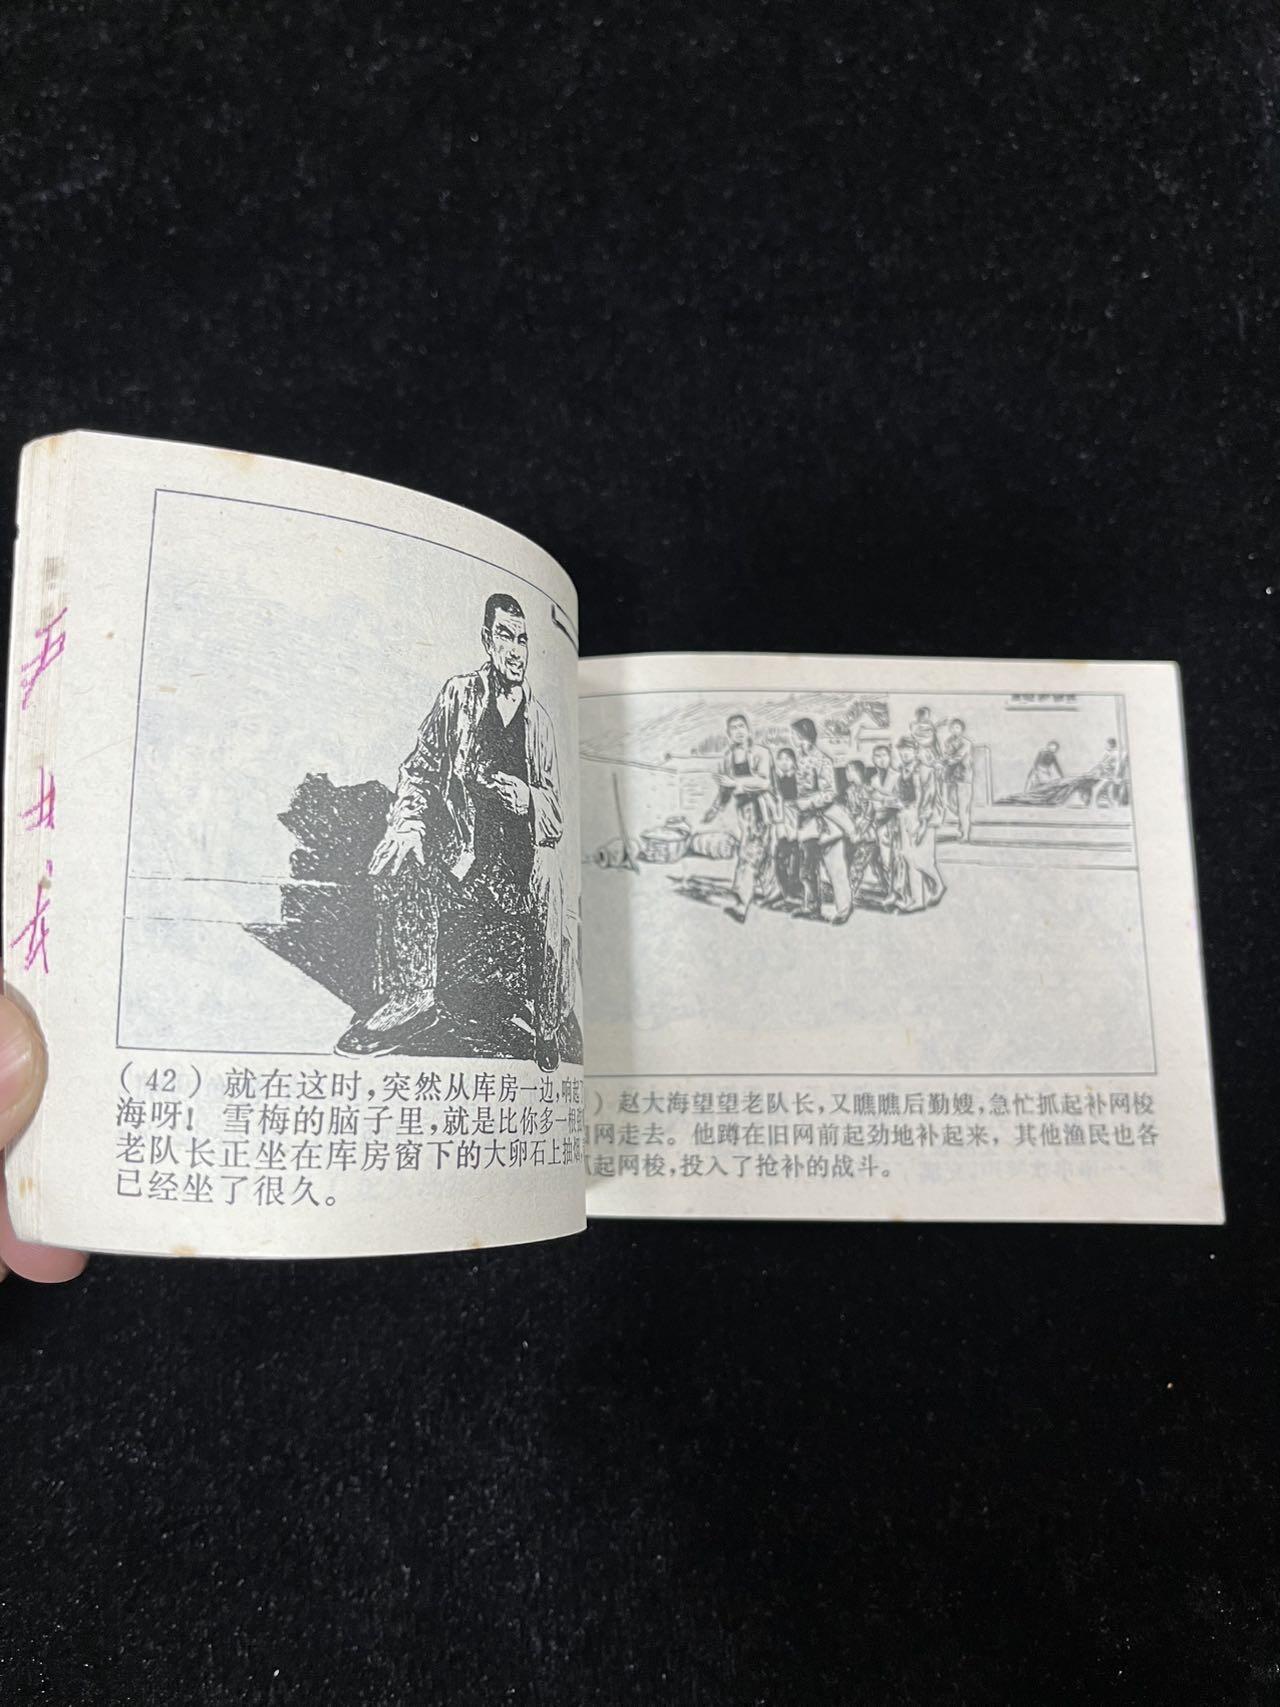 (42) 就在这时，突然从库房一边，响起
海呀！雪梅的脑子里，就是比你多一根
老队长正坐在库房窗下的大卵石上抽烟，
已经坐了很久。
) 赵大海望望老队长，又瞧瞧后勤嫂，急忙抓起补网梭
网走去。他蹲在旧网前起劲地补起来，其他渔民也各
起网梭，投入了抢补的战斗。